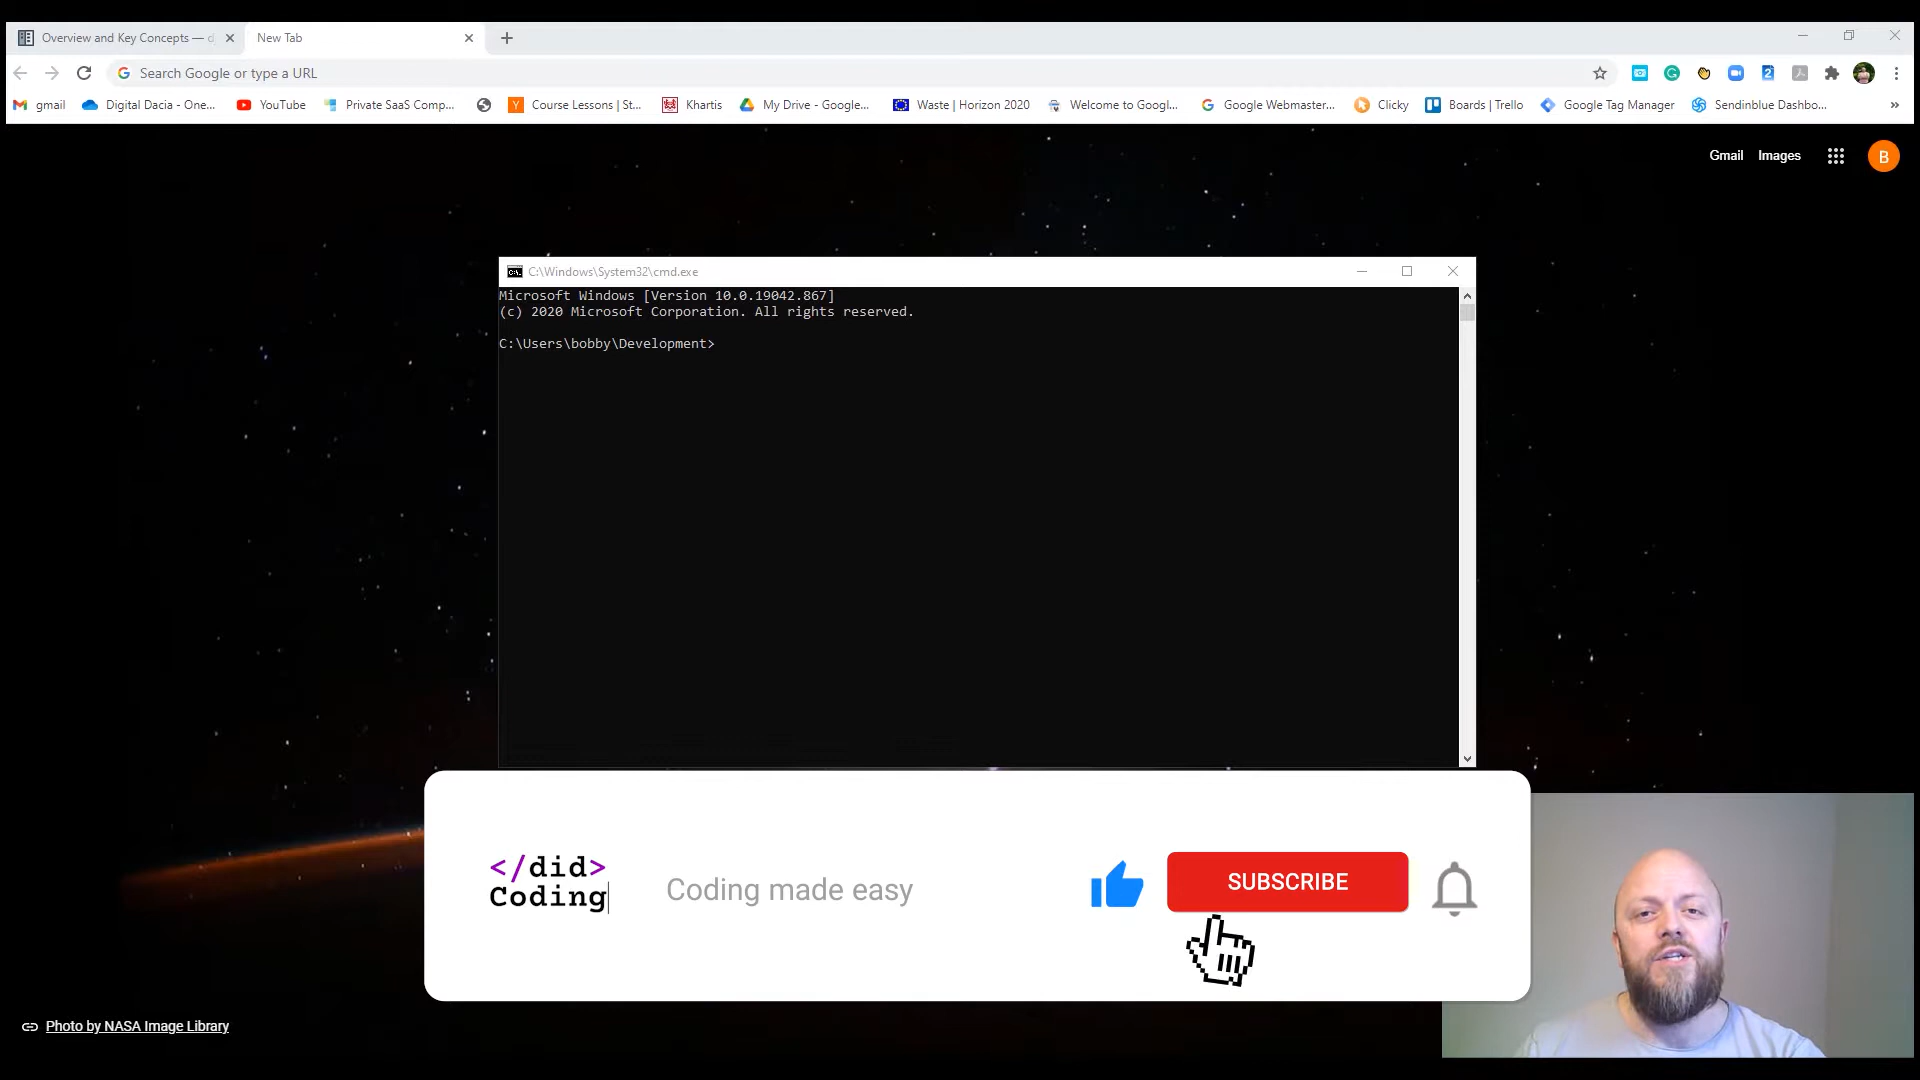 Overview and Key Concepts — d
New Tab
Search Google or type a URL
gmail
Digital Dacia - One...
YouTube
Private SaaS Comp...
Course Lessons | St...
Khartis
My Drive - Google...
Waste | Horizon 2020
Welcome to Googl...
Google Webmaster...
Clicky
Boards | Trello
Google Tag Manager
Sendinblue Dashbo...
»
Gmail
Images
B
C:\Windows\System32\cmd.exe
Microsoft Windows [Version 10.0.19042.867]
(c) 2020 Microsoft Corporation. All rights reserved.
C:\Users\bobby\Development>
</did>
Coding
Coding made easy
SUBSCRIBE
Photo by NASA Image Library